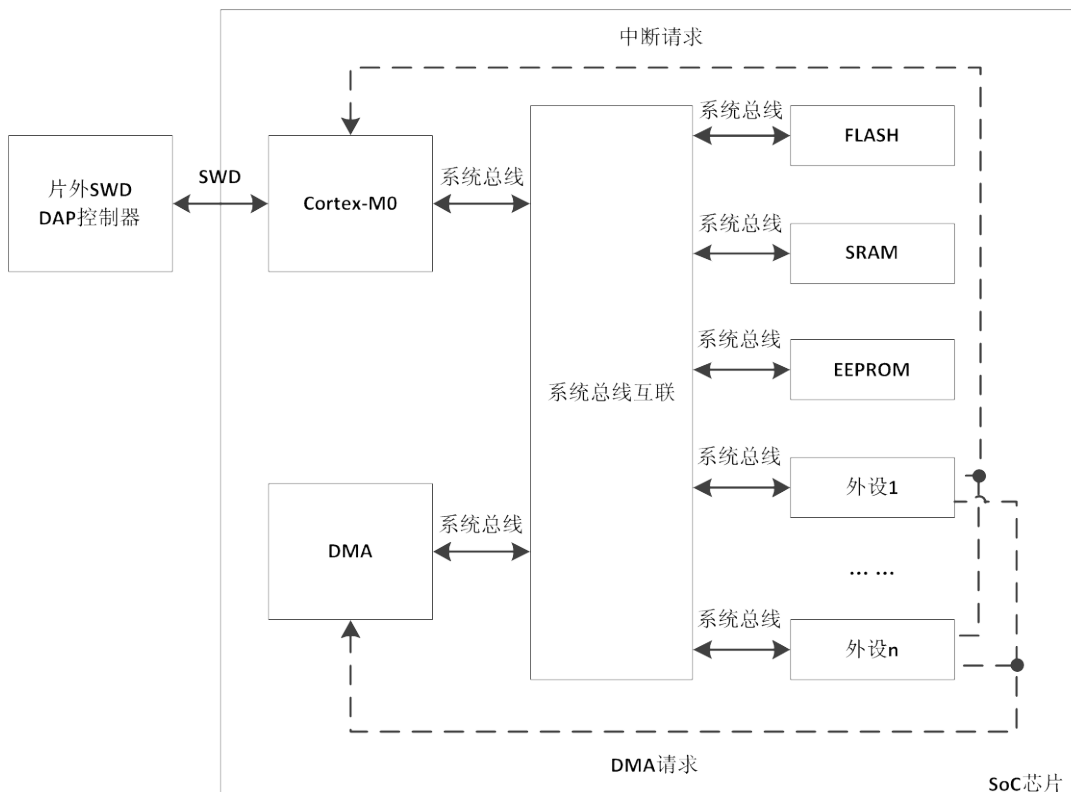 中断请求
系统总线
FLASH
片外SWD
DAP控制器
SWD
Cortex-M0
系统总线
系统总线
SRAM
系统总线
EEPROM
系统总线互联
系统总线
外设1
DMA
系统总线
... ...
系统总线
外设n
DMA请求
SoC芯片